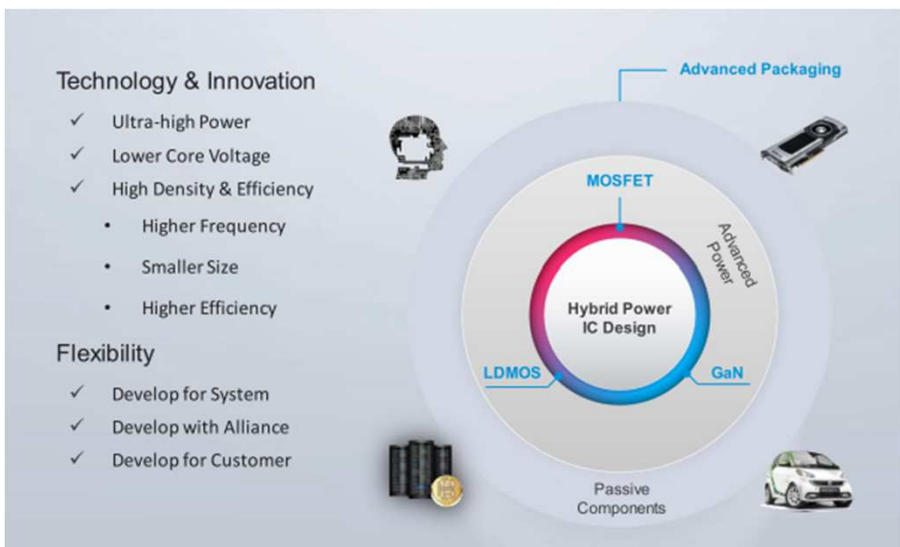 Technology & Innovation
✓ Ultra-high Power
✓ Lower Core Voltage
✓ High Density & Efficiency
• Higher Frequency
• Smaller Size
• Higher Efficiency
Flexibility
✓ Develop for System
✓ Develop with Alliance
✓ Develop for Customer
Advanced Packaging
MOSFET
Advanced
Power
Hybrid Power
IC Design
LDMOS
GaN
Passive
Components